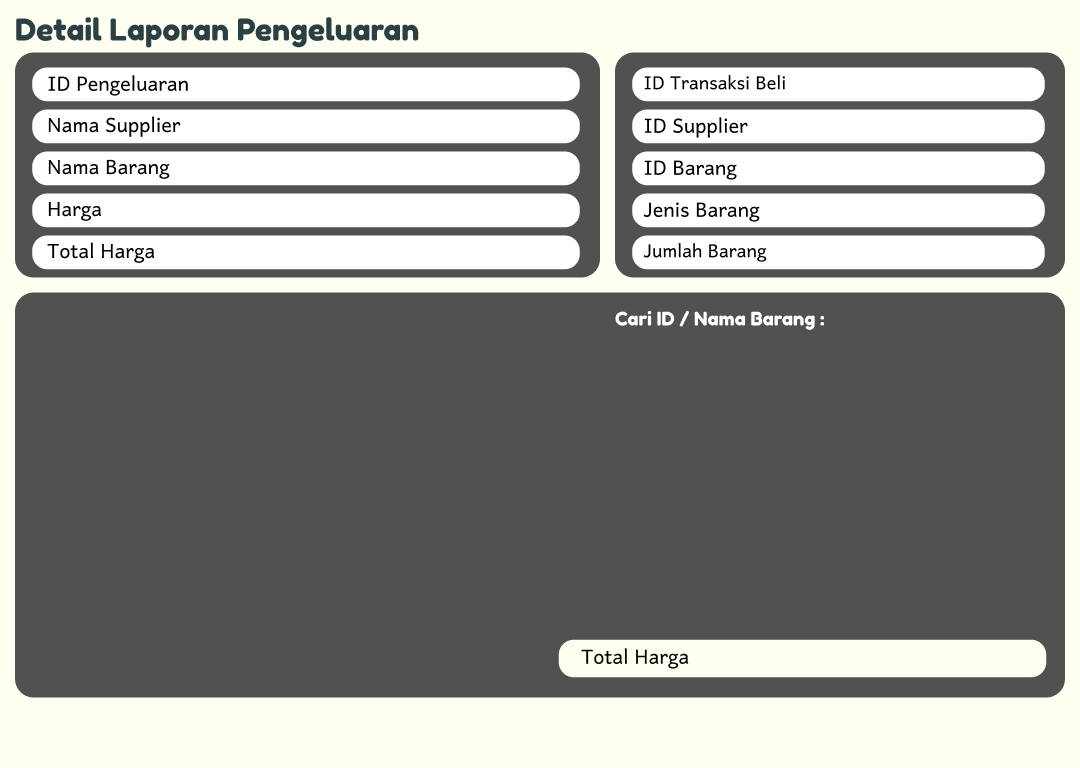 Detail Laporan Pengeluaran
ID Pengeluaran
Nama Supplier
Nama Barang
Harga
Total Harga
ID Transaksi Beli
ID Supplier
ID Barang
Jenis Barang
Jumlah Barang
Cari ID / Nama Barang :
Total Harga